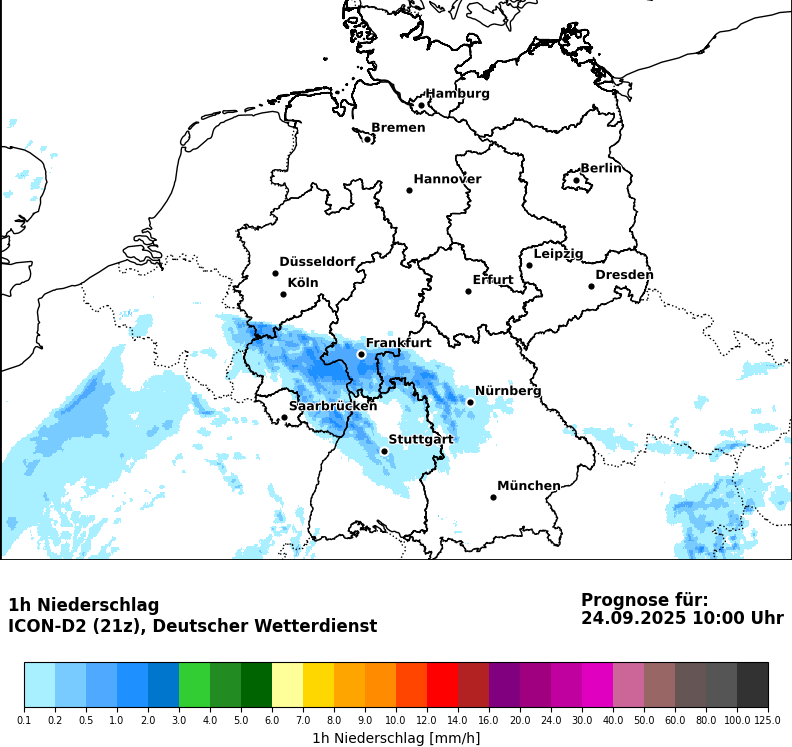 Hamburg
Bremen
Berlin
Hannover
Leipzig
Düsseldorf
Dresden
Köln
Erfurt
Frankfurt
Nürnberg
Saarbrücken
Stuttgart
München
1h Niederschlag
ICON-D2 (21z), Deutscher Wetterdienst
Prognose für:
24.09.2025 10:00 Uhr
0.1 0.2 0.5 1.0 2.0 3.0 4.0 5.0 6.0 7.0 8.0 9.0 10.0 12.0 14.0 16.0 20.0 24.0 30.0 40.0 50.0 60.0 80.0 100.0 125.0
1h Niederschlag [mm/h]